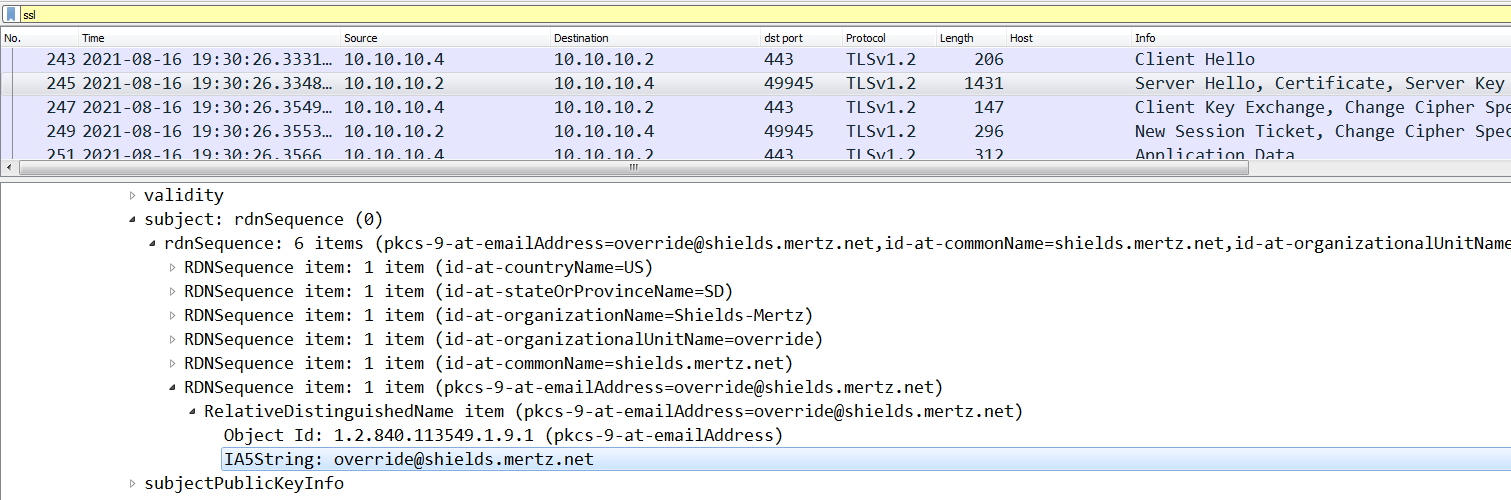 ssl
No. Time Source Destination dst port Protocol Length Host Info
243 2021-08-16 19:30:26.3331… 10.10.10.4 10.10.10.2 443 TLSv1.2 206 Client Hello
245 2021-08-16 19:30:26.3348… 10.10.10.2 10.10.10.4 49945 TLSv1.2 1431 Server Hello, Certificate, Server Key
247 2021-08-16 19:30:26.3549… 10.10.10.4 10.10.10.2 443 TLSv1.2 147 Client Key Exchange, Change Cipher Spe
249 2021-08-16 19:30:26.3553… 10.10.10.2 10.10.10.4 49945 TLSv1.2 296 New Session Ticket, Change Cipher Spec
251 2021-08-16 19:30:26.3566 10.10.10.4 10.10.10.2 443 TLSv1.2 312 Application Data
validity
subject: rdnSequence (0)
rdnSequence: 6 items (pkcs-9-at-emailAddress=override@shields.mertz.net,id-at-commonName=shields.mertz.net,id-at-organizationalUnitName
RDNSequence item: 1 item (id-at-countryName=US)
RDNSequence item: 1 item (id-at-stateOrProvinceName=SD)
RDNSequence item: 1 item (id-at-organizationName=Shields-Mertz)
RDNSequence item: 1 item (id-at-organizationalUnitName=override)
RDNSequence item: 1 item (id-at-commonName=shields.mertz.net)
RDNSequence item: 1 item (pkcs-9-at-emailAddress=override@shields.mertz.net)
RelativeDistinguishedName item (pkcs-9-at-emailAddress=override@shields.mertz.net)
Object Id: 1.2.840.113549.1.9.1 (pkcs-9-at-emailAddress)
IA5String: override@shields.mertz.net
subjectPublicKeyInfo